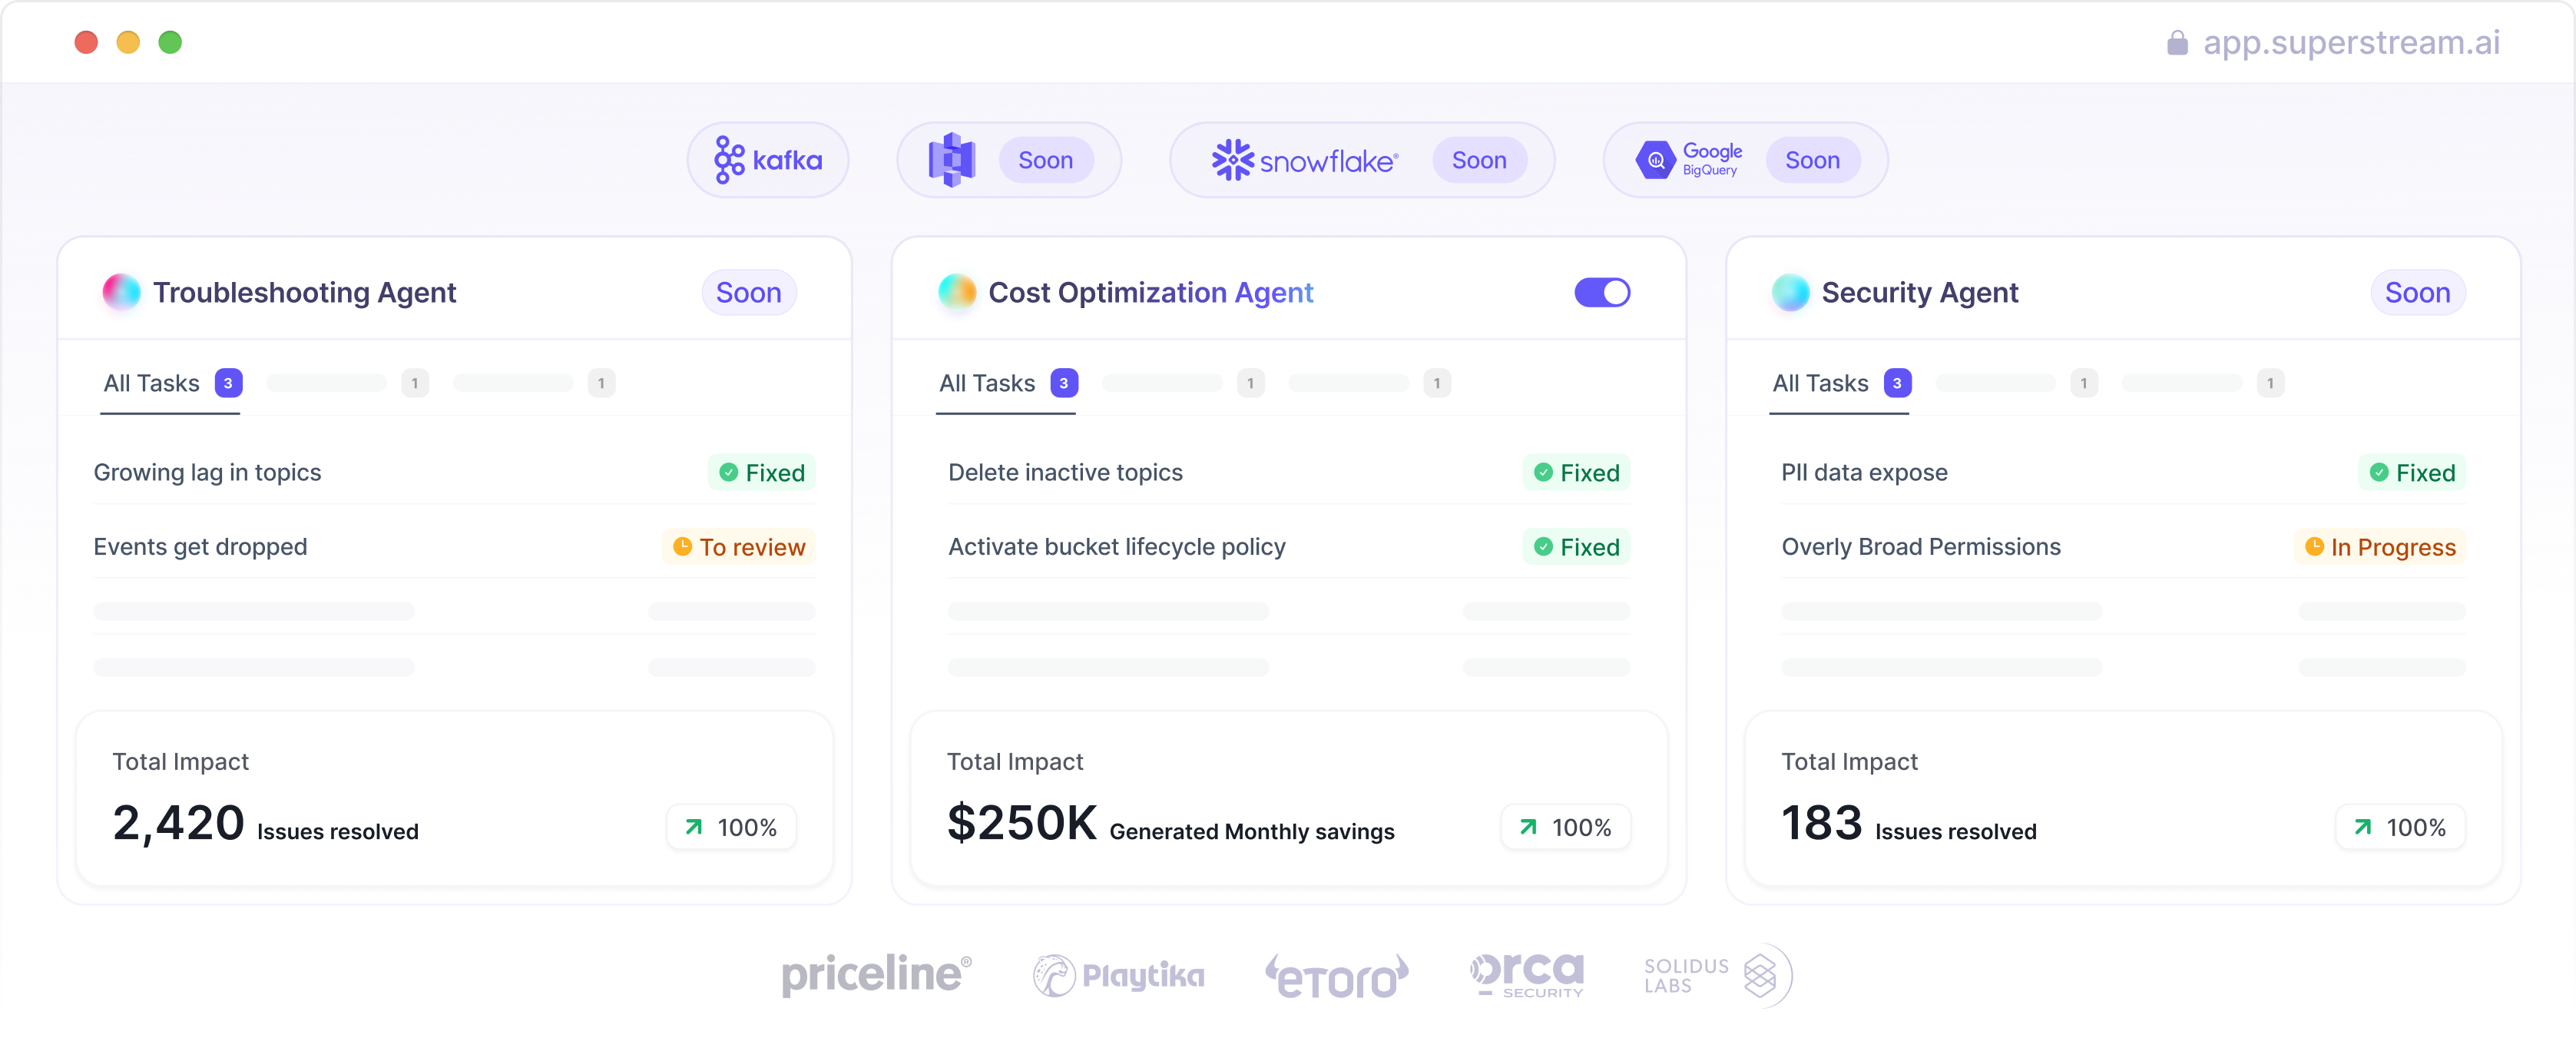 app.superstream.ai
kafka
Soon
snowflake®
Soon
Google
BigQuery
Soon
Troubleshooting Agent
Soon
All Tasks 3
1
1
Growing lag in topics
Fixed
Events get dropped
To review
Total Impact
2,420 Issues resolved
100%
Cost Optimization Agent
All Tasks 3
1
1
Delete inactive topics
Fixed
Activate bucket lifecycle policy
Fixed
Total Impact
$250K Generated Monthly savings
100%
Security Agent
Soon
All Tasks 3
1
1
PII data expose
Fixed
Overly Broad Permissions
In Progress
Total Impact
183 Issues resolved
100%
priceline®
Playtika
eToro
orca
SECURITY
SOLIDUS
LABS